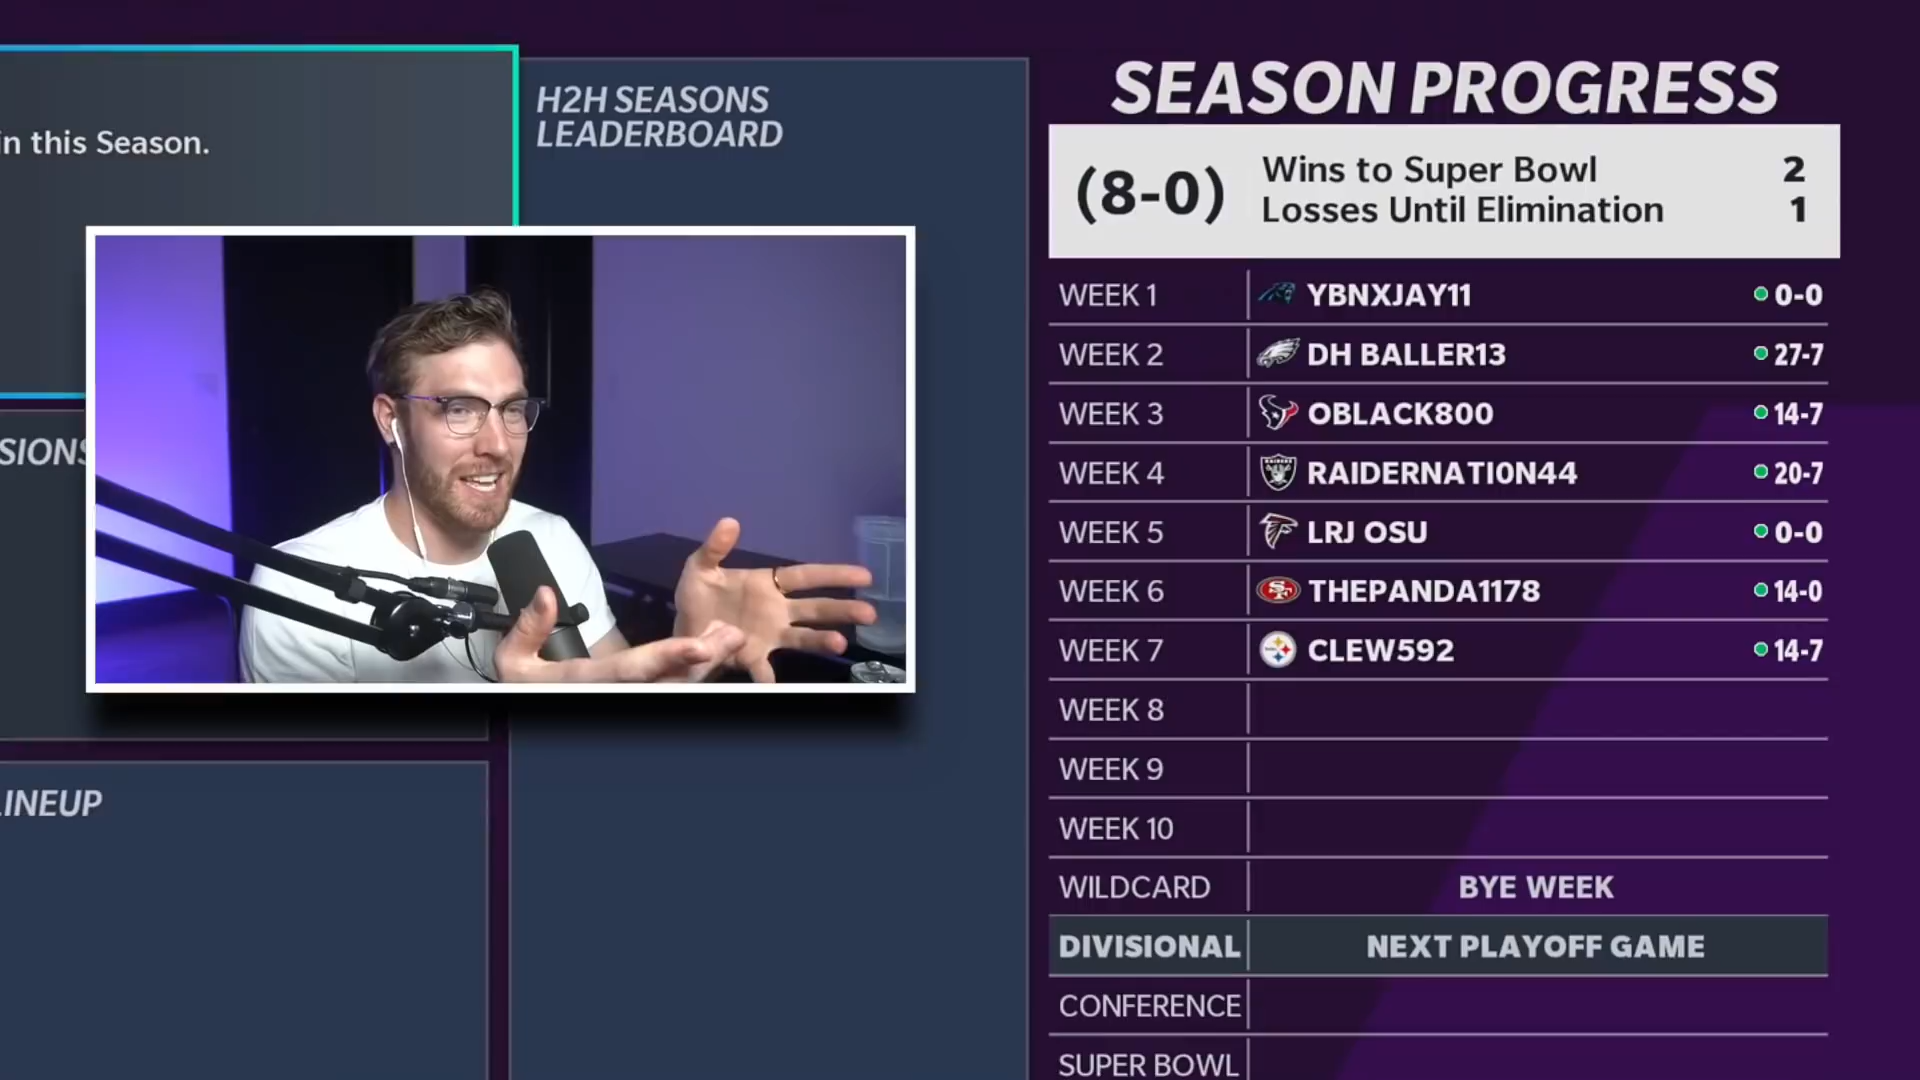 in this Season.
H2H SEASONS
LEADERBOARD
SIONS
LINEUP
SEASON PROGRESS
(8-0)
Wins to Super Bowl 2
Losses Until Elimination 1
WEEK 1 YBNXJAY11 0-0
WEEK 2 DH BALLER13 27-7
WEEK 3 OBLACK800 14-7
WEEK 4 RAIDERNATI0N44 20-7
WEEK 5 LRJ OSU 0-0
WEEK 6 THEPANDA1178 14-0
WEEK 7 CLEW592 14-7
WEEK 8
WEEK 9
WEEK 10
WILDCARD BYE WEEK
DIVISIONAL NEXT PLAYOFF GAME
CONFERENCE
SUPER BOWL